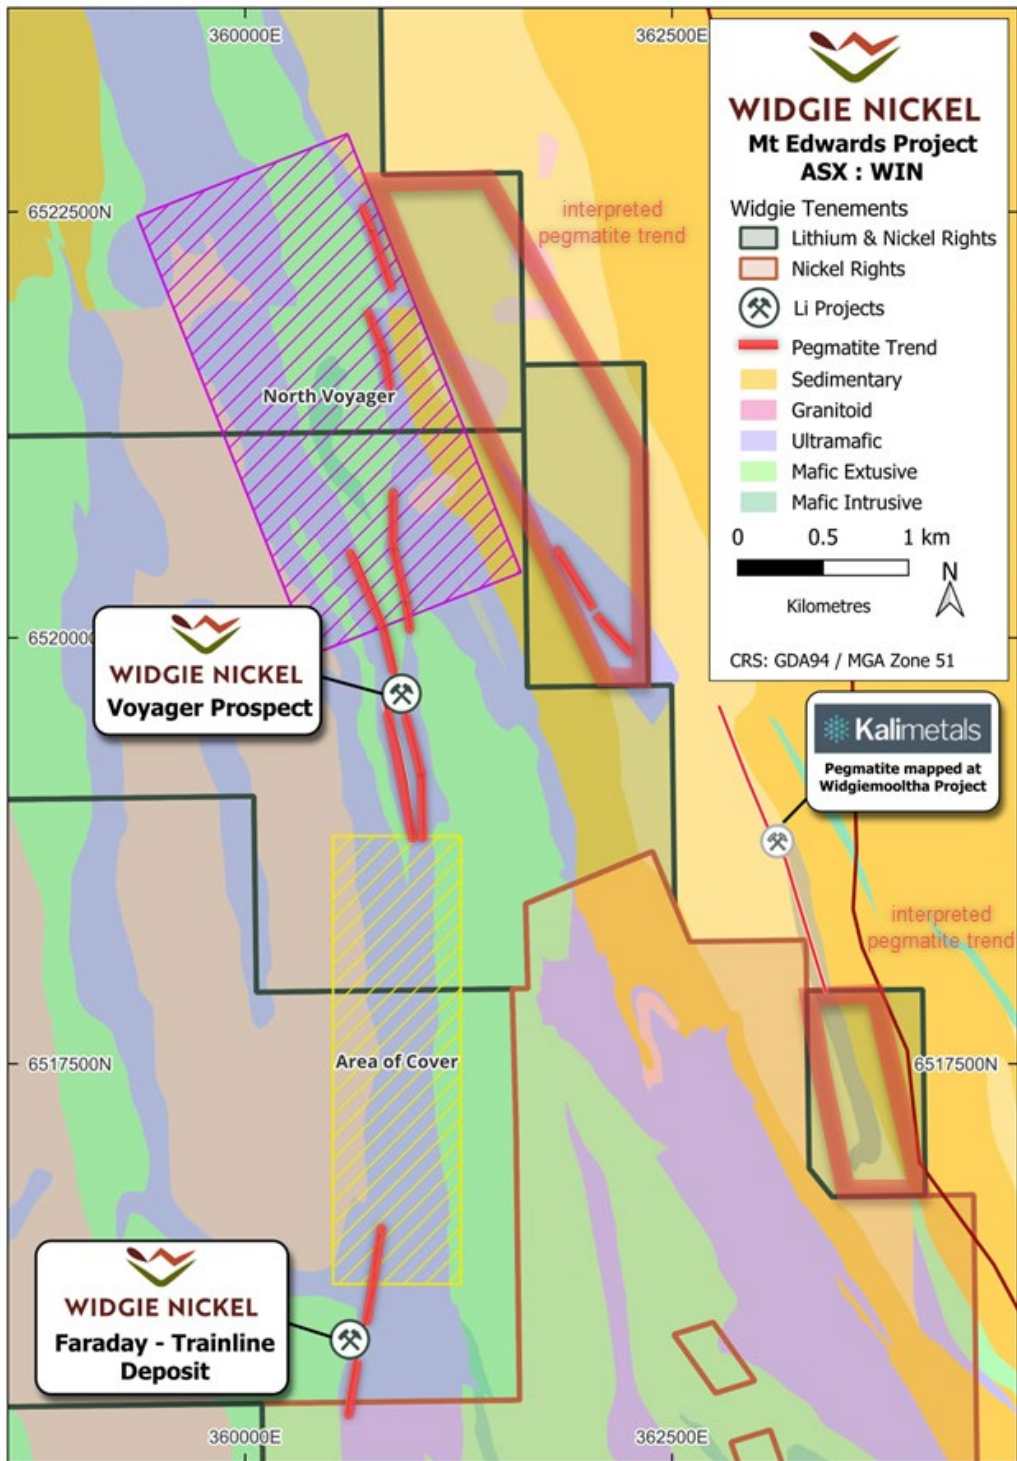 360000E
362500E
WIDGIE NICKEL
Mt Edwards Project
ASX : WIN
Widgie Tenements
Lithium & Nickel Rights
Nickel Rights
Li Projects
Pegmatite Trend
Sedimentary
Granitoid
Ultramafic
Mafic Extusive
Mafic Intrusive
0 0.5 1 km
N
Kilometres
CRS: GDA94 / MGA Zone 51
6522500N
interpreted
pegmatite trend
North Voyager
6520000
WIDGIE NICKEL
Voyager Prospect
Kalimetals
Pegmatite mapped at
Widgiemooltha Project
interpreted
pegmatite trend
6517500N
Area of Cover
6517500N
WIDGIE NICKEL
Faraday - Trainline
Deposit
360000E
362500E